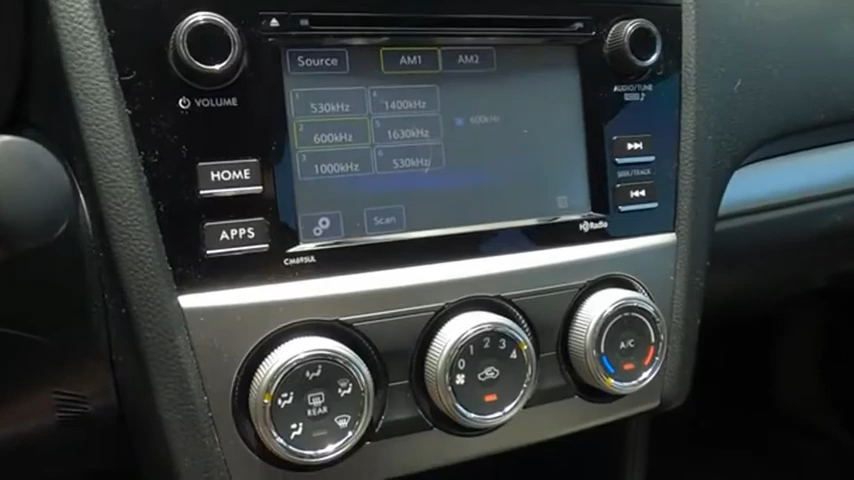 Source
AM1
AM2
1
530kHz
4
1400kHz
2
600kHz
5
1630kHz
600kHz
3
1000kHz
6
530kHz
Scan
VOLUME
HOME
APPS
AUDIO/TUNE
SEEK/TRACK
HD Radio
0 1 2 3 4
REAR
A/C